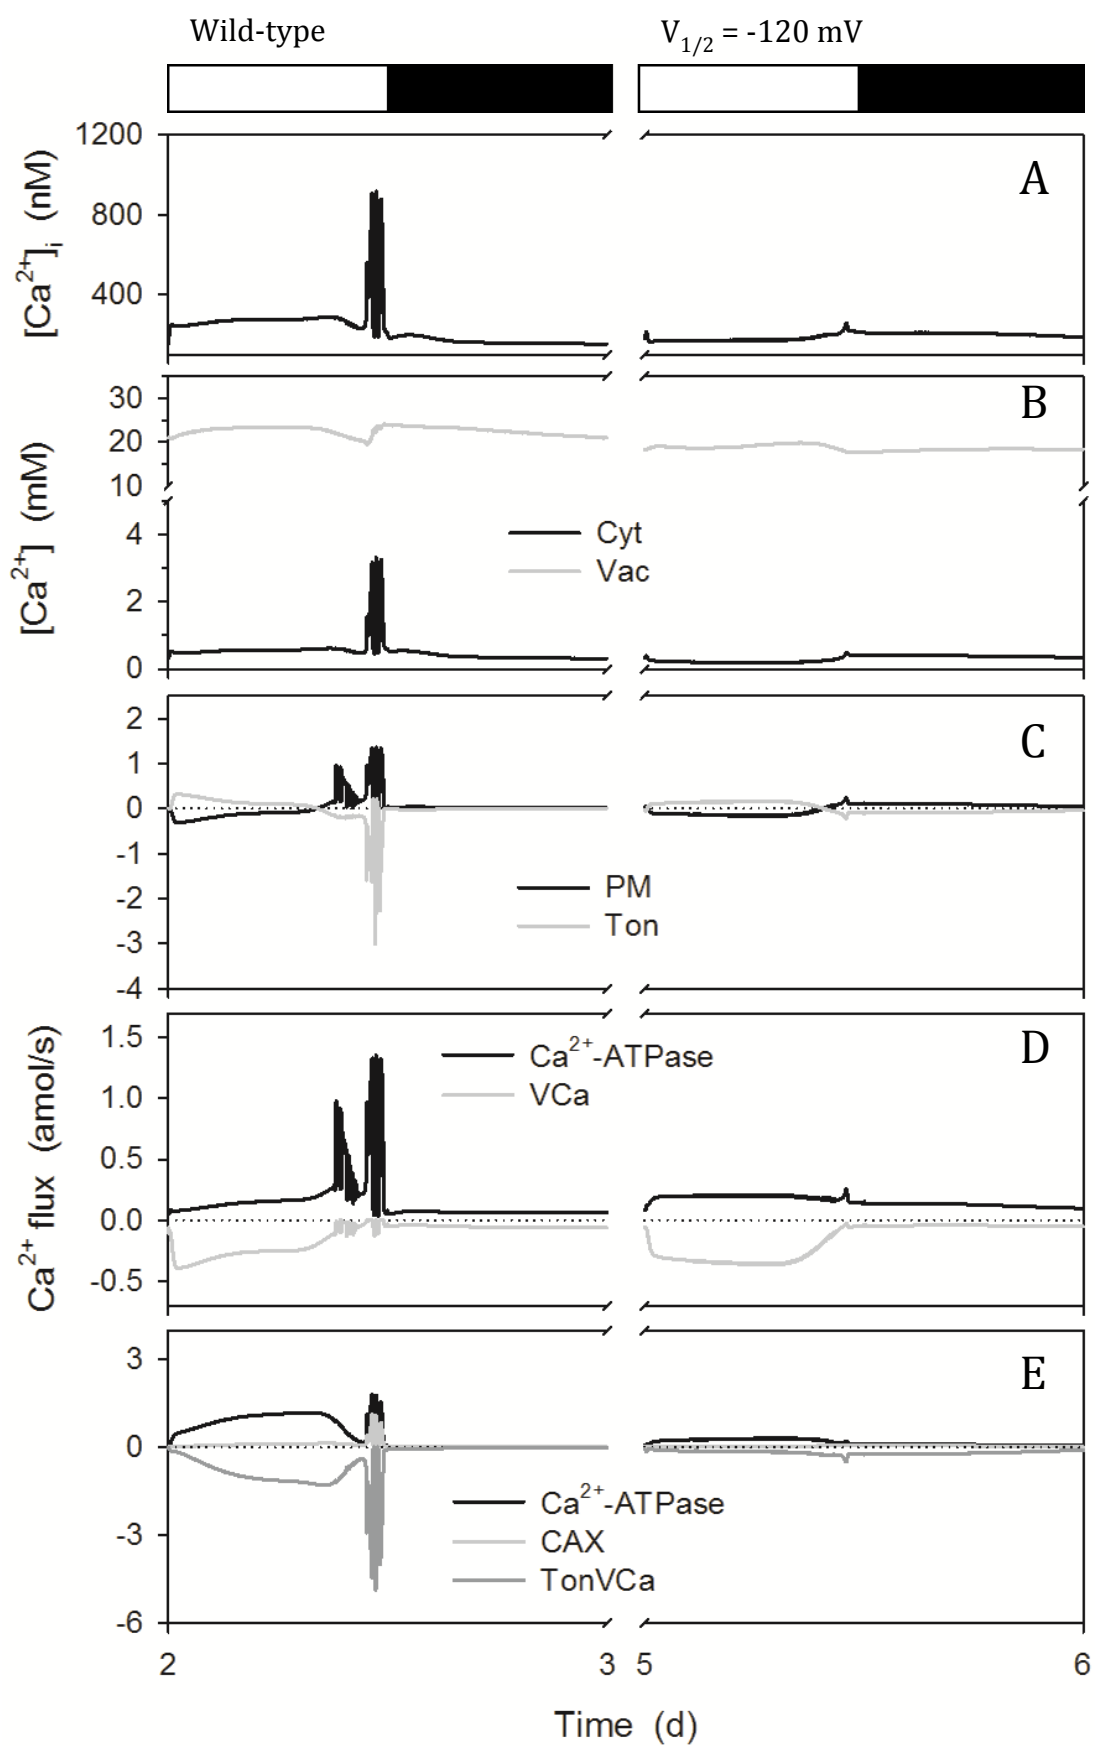 Wild-type
V1/2 = -120 mV
[Ca2+]i (nM)
1200
800
400
A
[Ca2+] (mM)
30
20
10
4
2
0
B
Cyt
Vac
Ca2+ flux (amol/s)
2
1
0
-1
-2
-3
-4
C
PM
Ton
1.5
1.0
0.5
0.0
-0.5
D
Ca2+-ATPase
VCa
3
0
-3
-6
E
Ca2+-ATPase
CAX
TonVCa
2 3 5 6
Time (d)